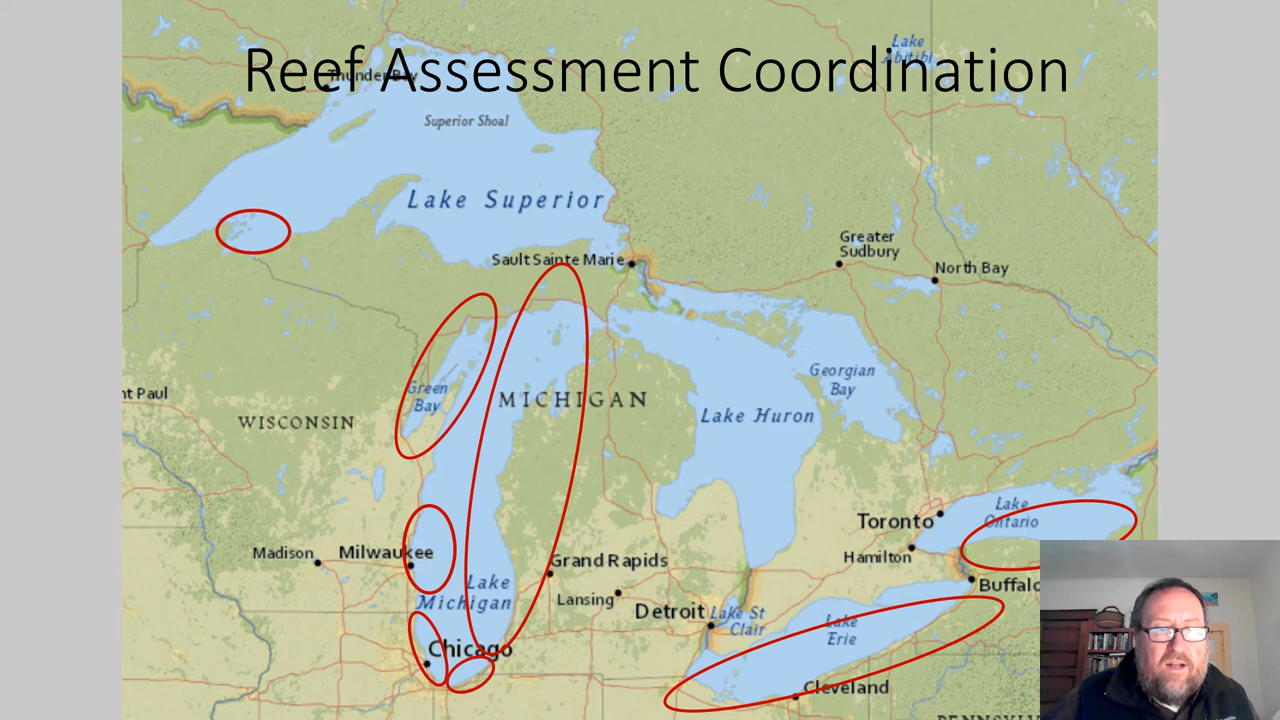 Reef Assessment Coordination
Lake
Abitibi
Thunder Bay
Superior Shoal
Lake Superior
Greater
Sudbury
Sault Sainte Marie
North Bay
Georgian
Bay
Green
Bay
nt Paul
MICHIGAN
Lake Huron
WISCONSIN
Lake
Ontario
Toronto
Madison
Milwaukee
Hamilton
Grand Rapids
Lake
Michigan
Buffalo
Lansing
Detroit
Lake St
Clair
Lake
Erie
Chicago
Cleveland
PENNSYLV